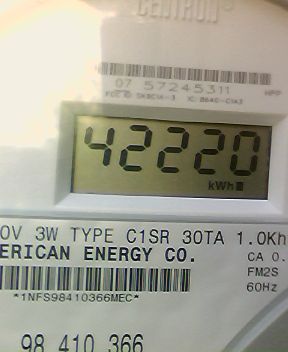 CENTRON®
07 57245311
HPP
42220
kWh
0V 3W TYPE C1SR 30TA 1.0Kh
ERICAN ENERGY CO.
CA 0.
FM2S
60Hz
*1NFS98410366MEC*
98 410 366